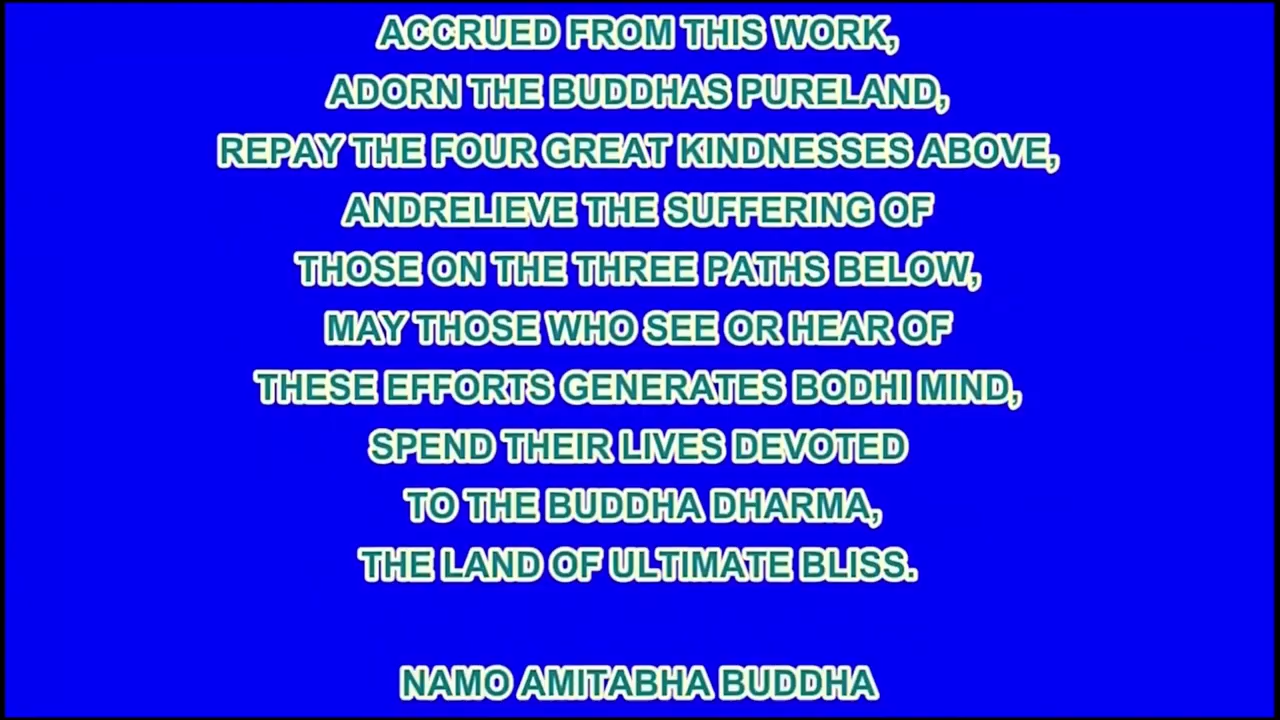 ACCRUED FROM THIS WORK,
ADORN THE BUDDHAS PURELAND,
REPAY THE FOUR GREAT KINDNESSES ABOVE,
ANDRELIEVE THE SUFFERING OF
THOSE ON THE THREE PATHS BELOW,
MAY THOSE WHO SEE OR HEAR OF
THESE EFFORTS GENERATES BODHI MIND,
SPEND THEIR LIVES DEVOTED
TO THE BUDDHA DHARMA,
THE LAND OF ULTIMATE BLISS.
NAMO AMITABHA BUDDHA